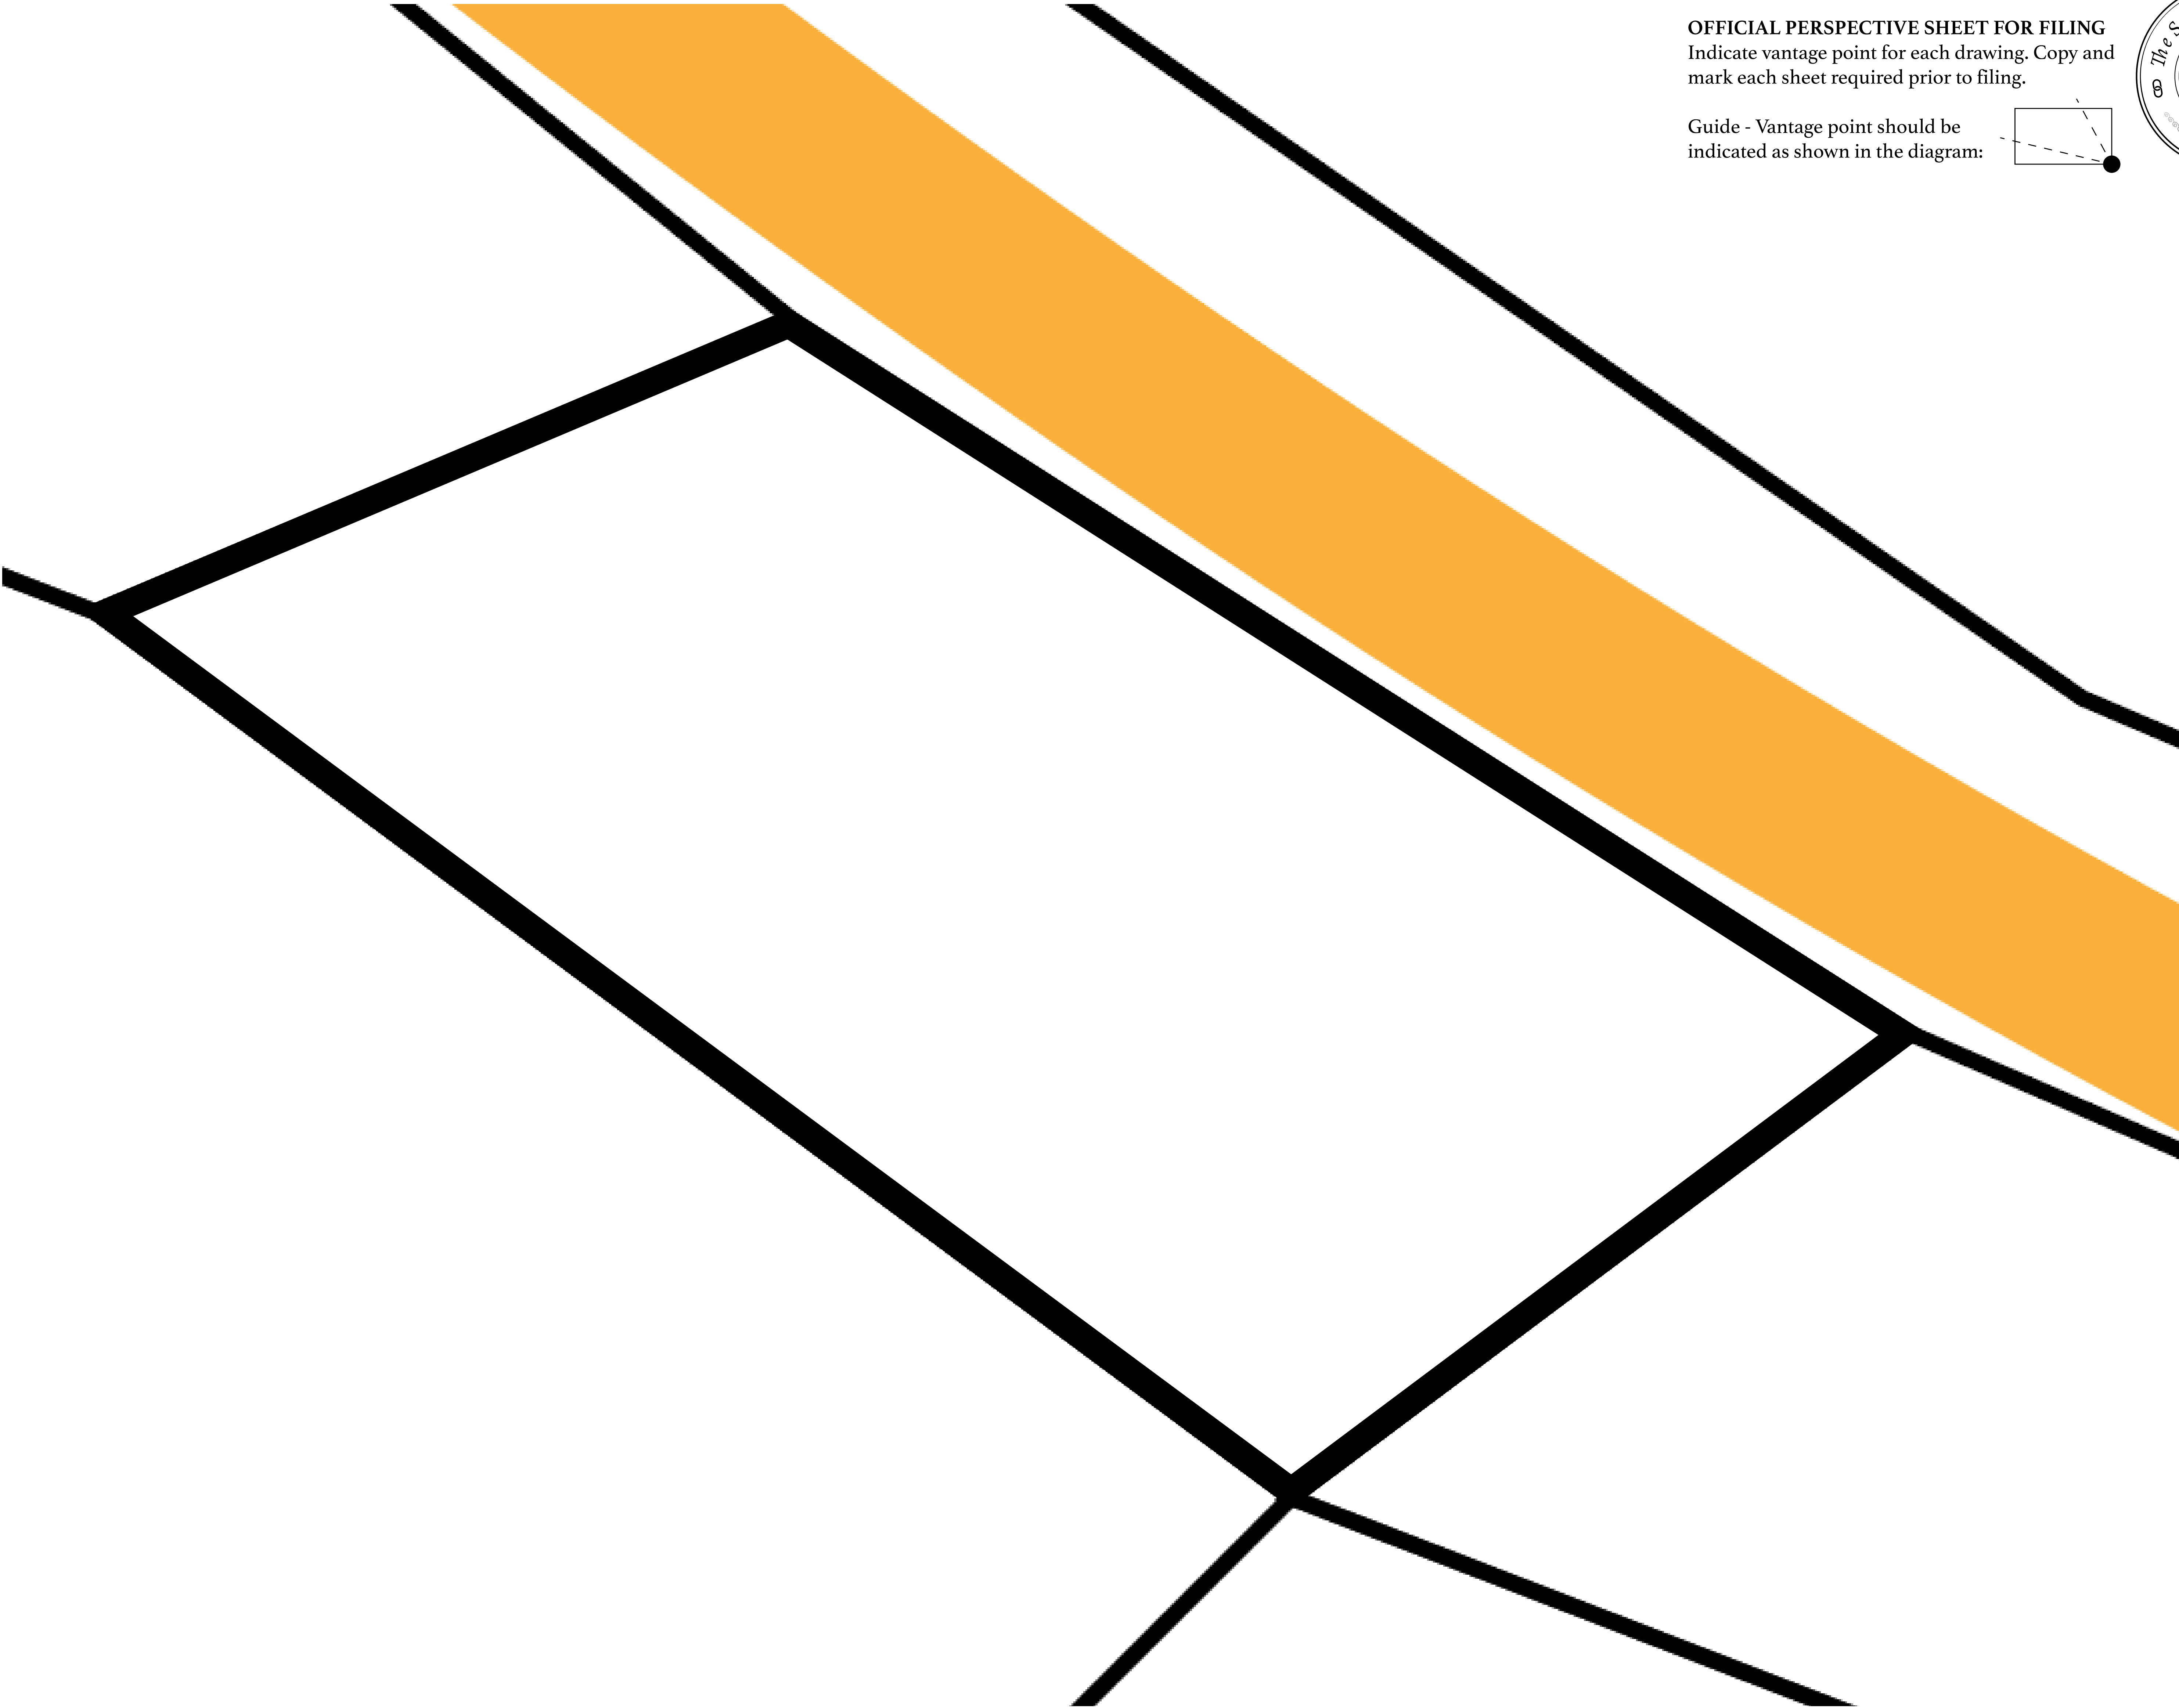 OFFICIAL PERSPECTIVE SHEET FOR FILING
Indicate vantage point for each drawing. Copy and
mark each sheet required prior to filing.
Guide - Vantage point should be
indicated as shown in the diagram:
The